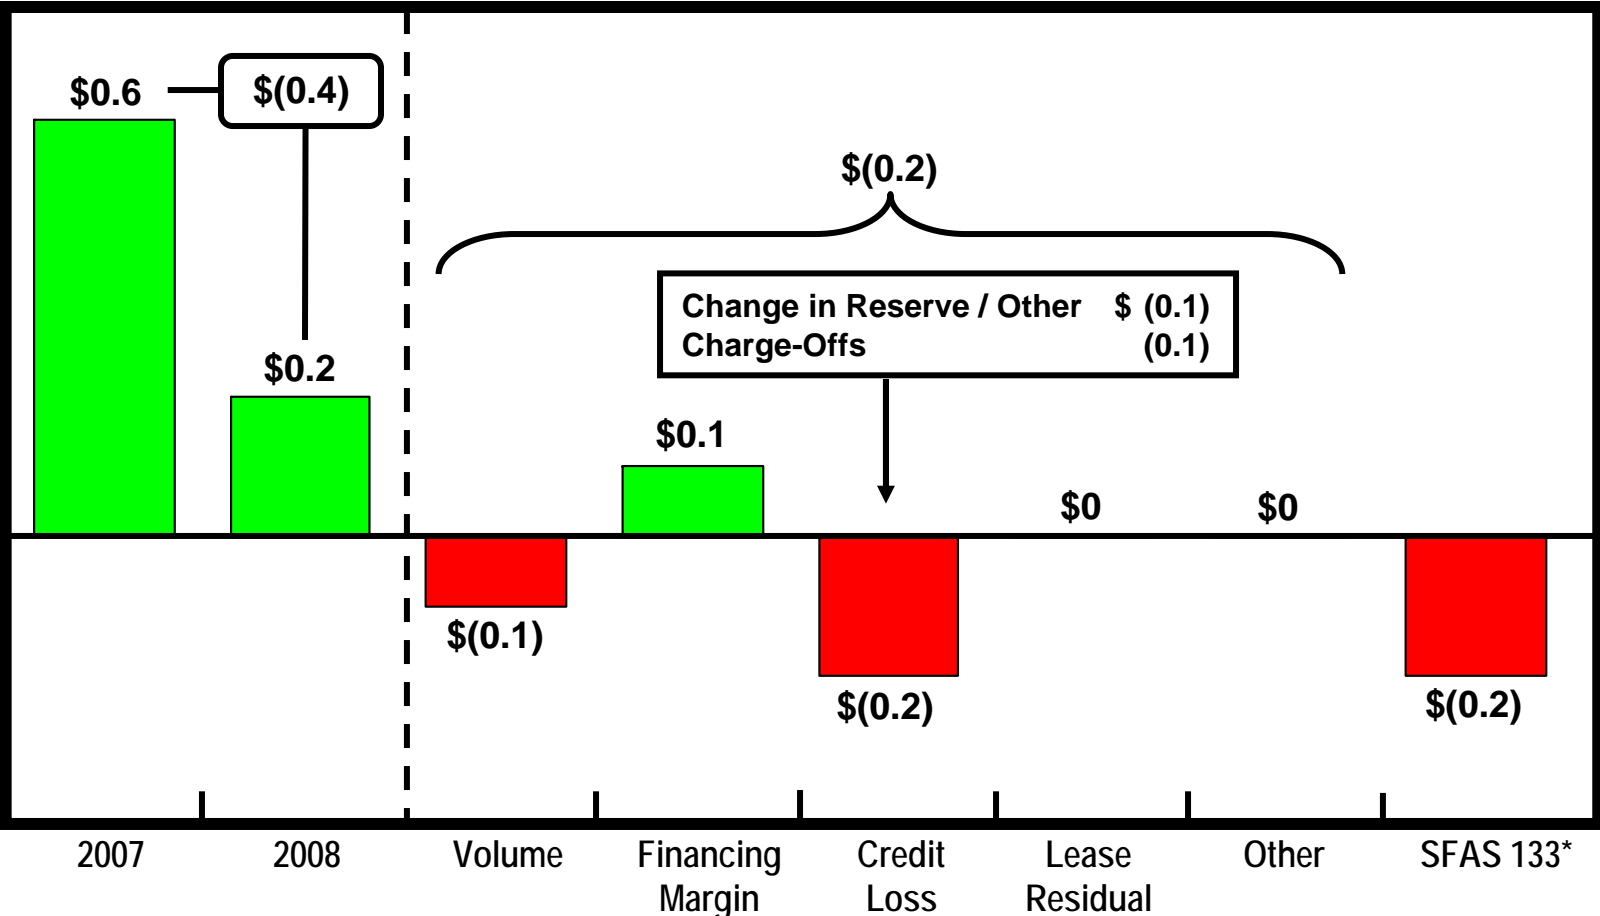 $0.6
$(0.4)
$0.2
$(0.2)
Change in Reserve / Other $ (0.1)
Charge-Offs (0.1)
$(0.1)
$0.1
$(0.2)
$0
$0
$(0.2)
2007
2008
Volume
Financing
Margin
Credit
Loss
Lease
Residual
Other
SFAS 133*